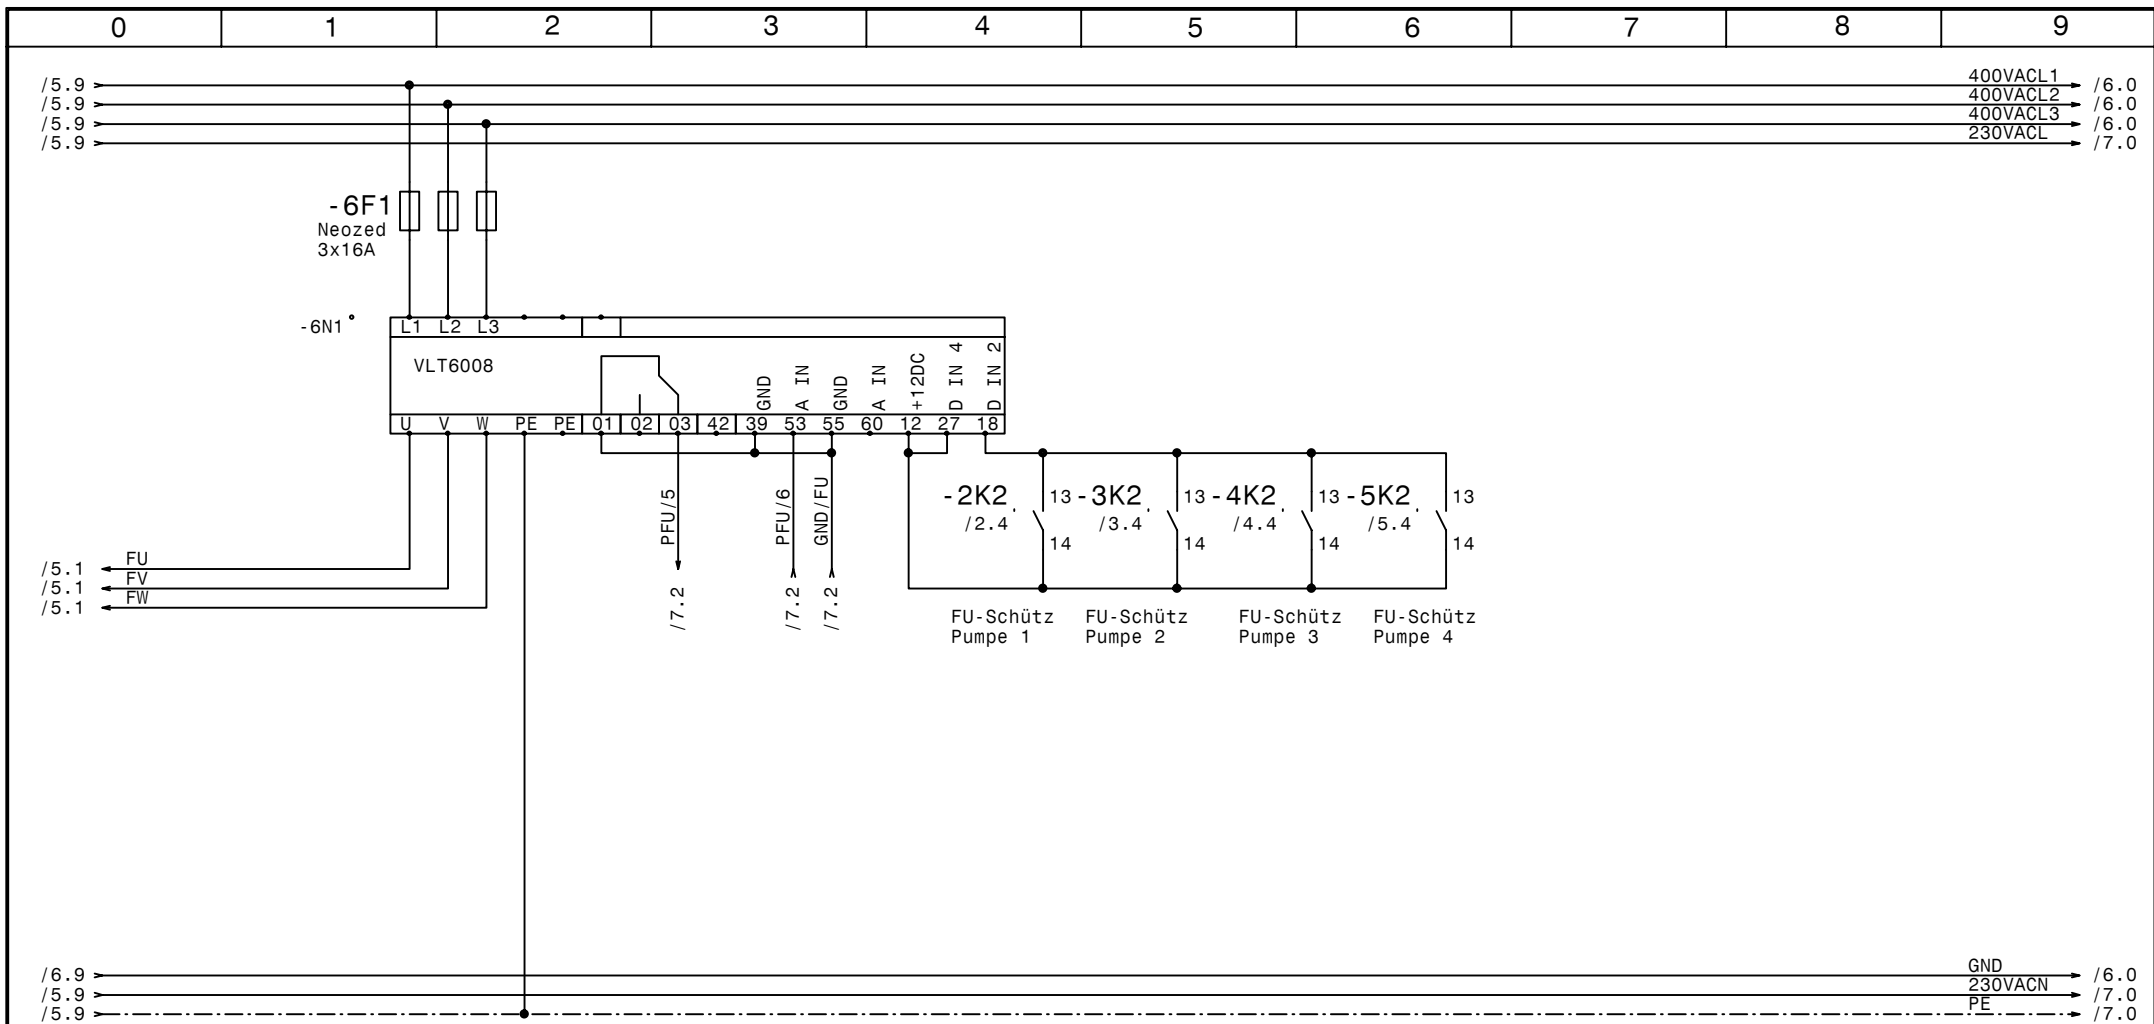 0 1 2 3 4 5 6 7 8 9
/5.9 400VACL1 /6.0
/5.9 400VACL2 /6.0
/5.9 400VACL3 /6.0
/5.9 230VACL /7.0
-6F1
Neozed
3x16A
-6N1
L1 L2 L3
VLT6008
GND A IN GND A IN +12DC D IN 4 D IN 2
U V W PE PE 01 02 03 42 39 53 55 60 12 27 18
PFU/5 PFU/6 GND/FU
/7.2 /7.2 /7.2
-2K2 13 -3K2 13 -4K2 13 -5K2 13
/2.4 /3.4 /4.4 /5.4
14 14 14 14
/5.1 FU
/5.1 FV
/5.1 FW
FU-Schütz FU-Schütz FU-Schütz FU-Schütz
Pumpe 1 Pumpe 2 Pumpe 3 Pumpe 4
/6.9 GND /6.0
/5.9 230VACN /7.0
/5.9 PE /7.0